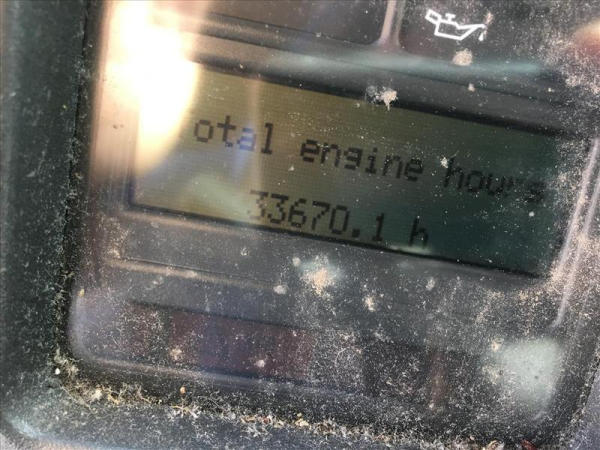 otal engine hours
33670.1 h